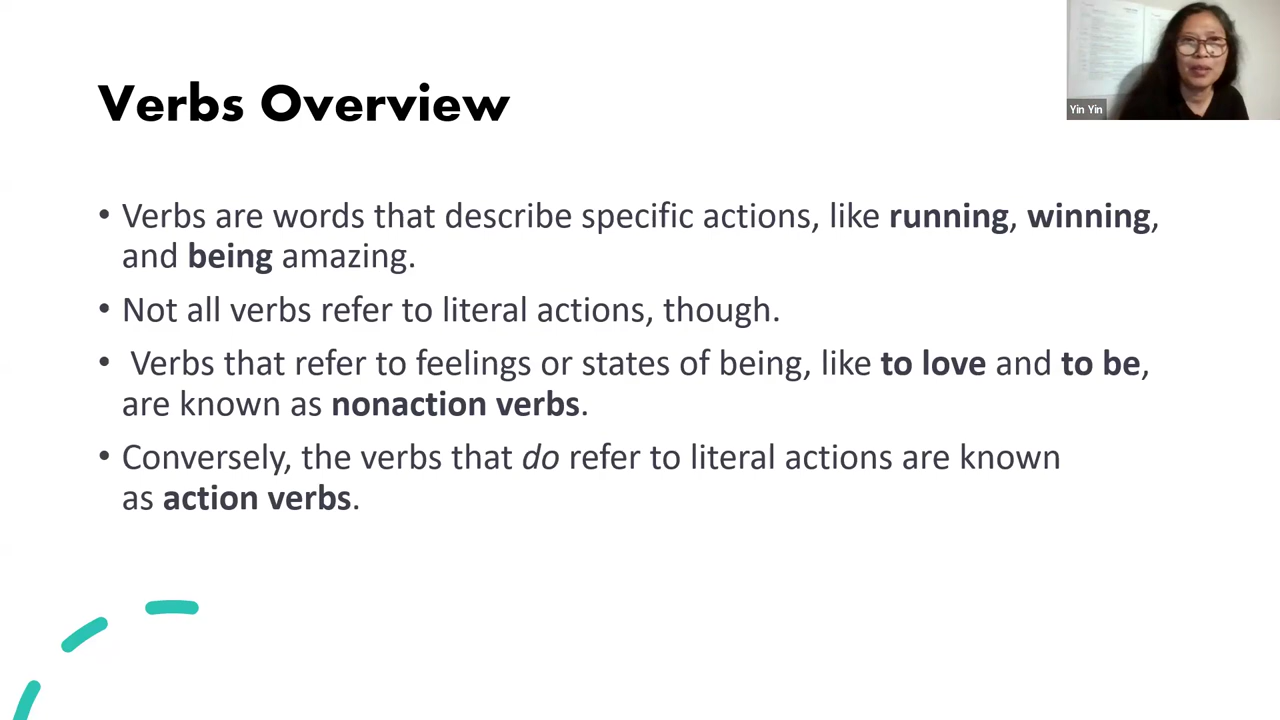 Verbs Overview
Yin Yin
• Verbs are words that describe specific actions, like running, winning,
and being amazing.
• Not all verbs refer to literal actions, though.
• Verbs that refer to feelings or states of being, like to love and to be,
are known as nonaction verbs.
• Conversely, the verbs that do refer to literal actions are known
as action verbs.